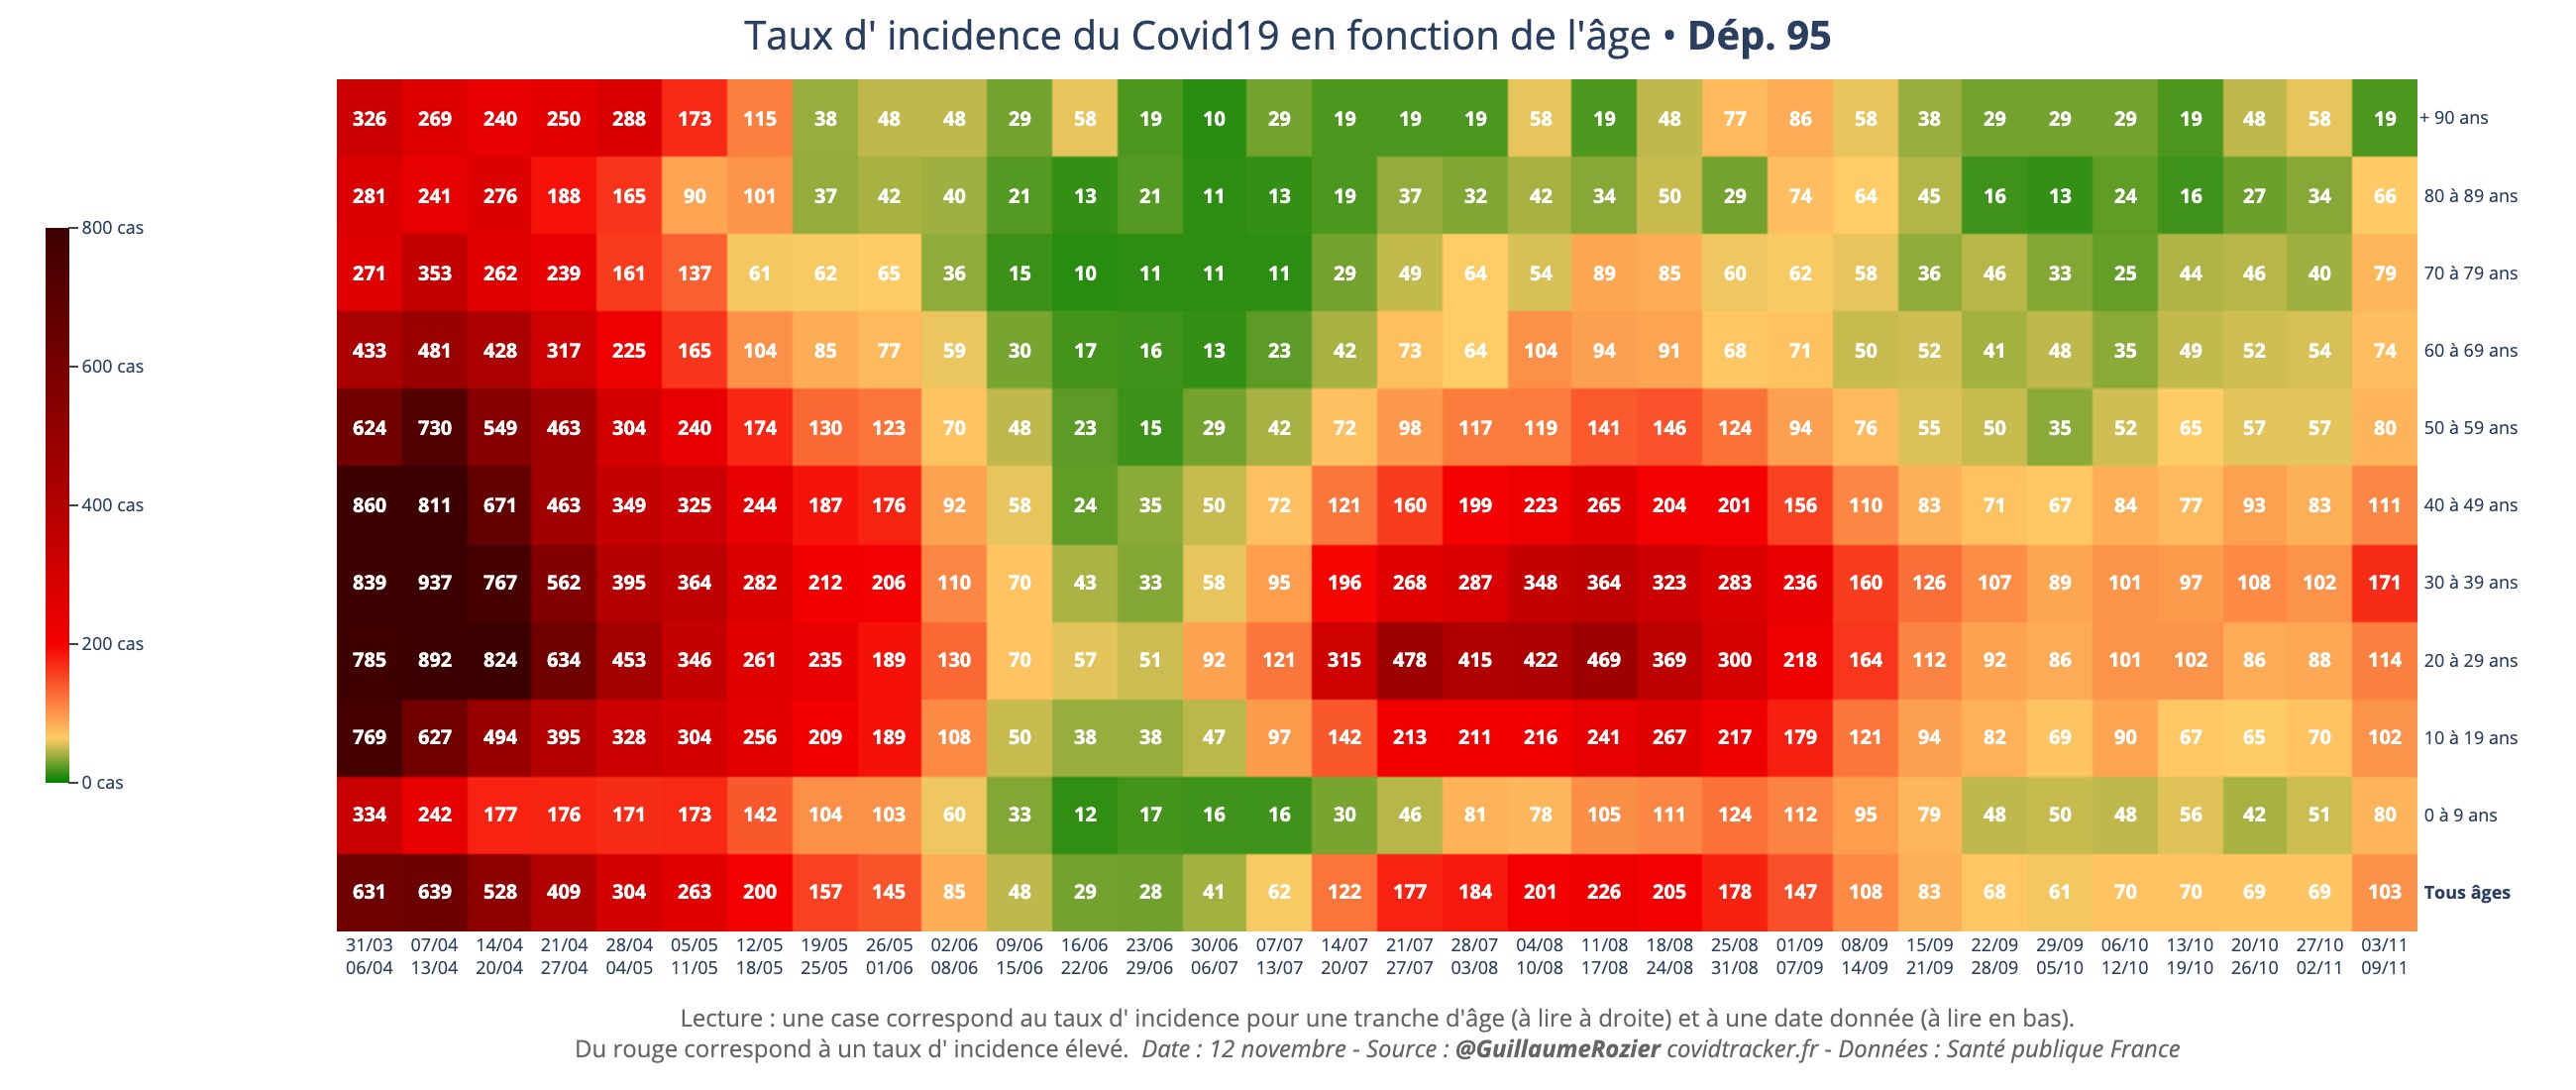 Taux d' incidence du Covid19 en fonction de l'âge • Dép. 95
326 269 240 250 288 173 115 38 48 48 29 58 19 10 29 19 19 19 58 19 48 77 86 58 38 29 29 29 19 48 58 19 + 90 ans
281 241 276 188 165 90 101 37 42 40 21 13 21 11 13 19 37 32 42 34 50 29 74 64 45 16 13 24 16 27 34 66 80 à 89 ans
271 353 262 239 161 137 61 62 65 36 15 10 11 11 11 29 49 64 54 89 85 60 62 58 36 46 33 25 44 46 40 79 70 à 79 ans
433 481 428 317 225 165 104 85 77 59 30 17 16 13 23 42 73 64 104 94 91 68 71 50 52 41 48 35 49 52 54 74 60 à 69 ans
624 730 549 463 304 240 174 130 123 70 48 23 15 29 42 72 98 117 119 141 146 124 94 76 55 50 35 52 65 57 57 80 50 à 59 ans
860 811 671 463 349 325 244 187 176 92 58 24 35 50 72 121 160 199 223 265 204 201 156 110 83 71 67 84 77 93 83 111 40 à 49 ans
839 937 767 562 395 364 282 212 206 110 70 43 33 58 95 196 268 287 348 364 323 283 236 160 126 107 89 101 97 108 102 171 30 à 39 ans
785 892 824 634 453 346 261 235 189 130 70 57 51 92 121 315 478 415 422 469 369 300 218 164 112 92 86 101 102 86 88 114 20 à 29 ans
769 627 494 395 328 304 256 209 189 108 50 38 38 47 97 142 213 211 216 241 267 217 179 121 94 82 69 90 67 65 70 102 10 à 19 ans
334 242 177 176 171 173 142 104 103 60 33 12 17 16 16 30 46 81 78 105 111 124 112 95 79 48 50 48 56 42 51 80 0 à 9 ans
631 639 528 409 304 263 200 157 145 85 48 29 28 41 62 122 177 184 201 226 205 178 147 108 83 68 61 70 70 69 69 103 Tous âges
31/03 07/04 14/04 21/04 28/04 05/05 12/05 19/05 26/05 02/06 09/06 16/06 23/06 30/06 07/07 14/07 21/07 28/07 04/08 11/08 18/08 25/08 01/09 08/09 15/09 22/09 29/09 06/10 13/10 20/10 27/10 03/11
06/04 13/04 20/04 27/04 04/05 11/05 18/05 25/05 01/06 08/06 15/06 22/06 29/06 06/07 13/07 20/07 27/07 03/08 10/08 17/08 24/08 31/08 07/09 14/09 21/09 28/09 05/10 12/10 19/10 26/10 02/11 09/11
800 cas
600 cas
400 cas
200 cas
0 cas
Lecture : une case correspond au taux d' incidence pour une tranche d'âge (à lire à droite) et à une date donnée (à lire en bas).
Du rouge correspond à un taux d' incidence élevé. Date : 12 novembre - Source : @GuillaumeRozier covidtracker.fr - Données : Santé publique France